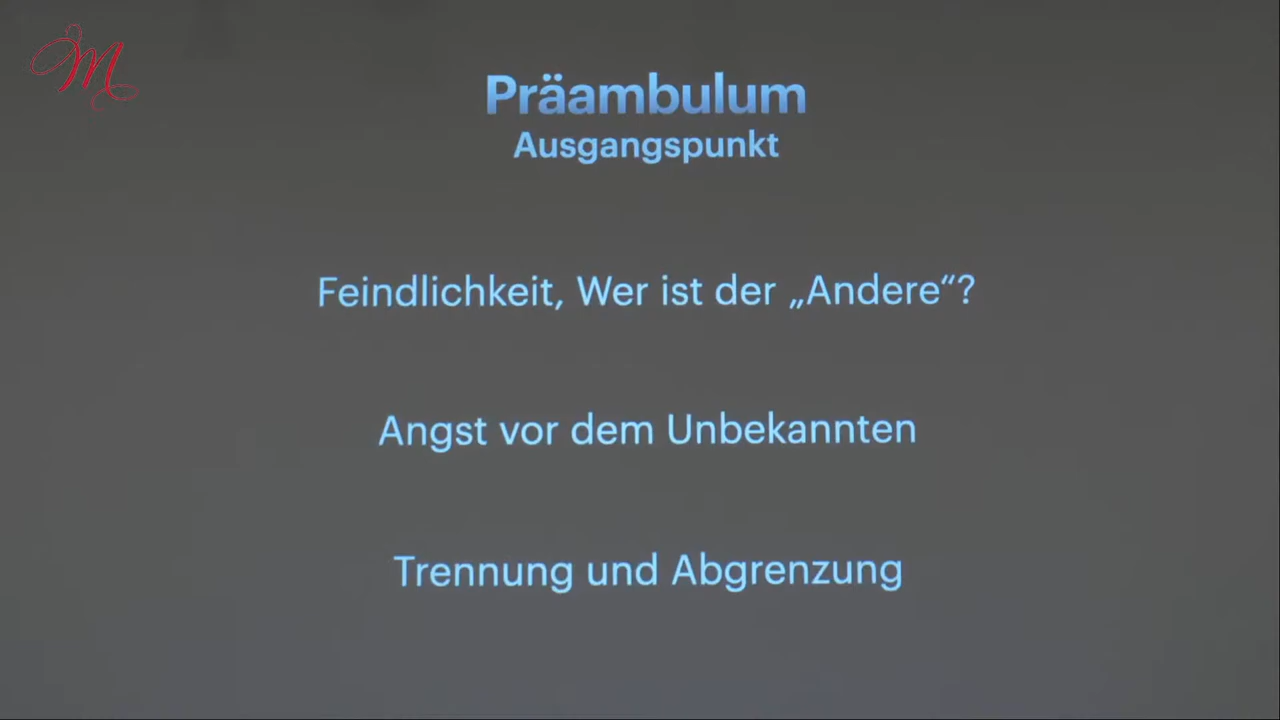 M
Präambulum
Ausgangspunkt
Feindlichkeit, Wer ist der „Andere“?
Angst vor dem Unbekannten
Trennung und Abgrenzung